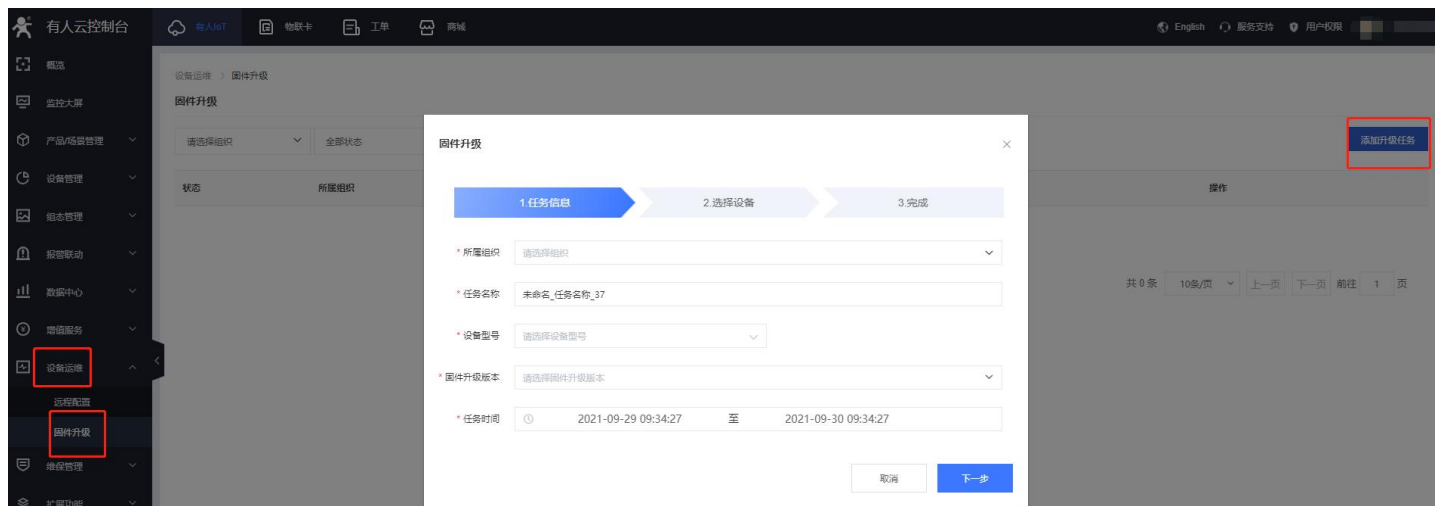 有人云控制台 有人IoT 物联卡 工单 商城 English 服务支持 用户权限
概览
监控大屏
产品/场景管理
设备管理
组态管理
报警联动
数据中心
增值服务
设备运维
远程配置
固件升级
维保管理
扩展功能
设备运维 > 固件升级
固件升级
请选择组织 全部状态 添加升级任务
状态 所属组织 操作
共 0 条 10条/页 上一页 下一页 前往 1 页
固件升级
1.任务信息 2.选择设备 3.完成
* 所属组织 请选择组织
* 任务名称 未命名_任务名称_37
* 设备型号 请选择设备型号
* 固件升级版本 请选择固件升级版本
* 任务时间 2021-09-29 09:34:27 至 2021-09-30 09:34:27
取消 下一步